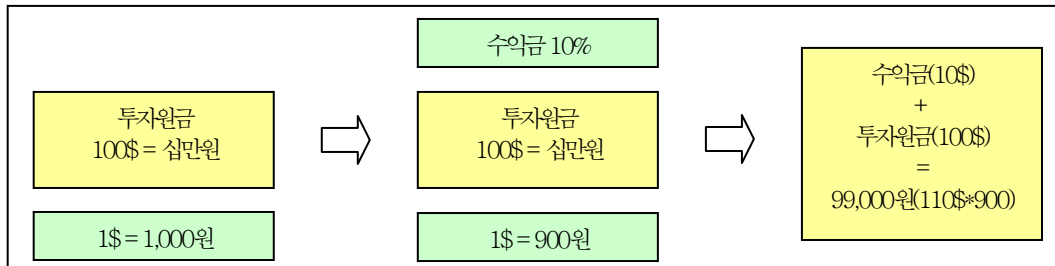 수익금 10%
투자원금
100$ = 십만원
1$ = 1,000원
투자원금
100$ = 십만원
1$ = 900원
수익금(10$)
+
투자원금(100$)
=
99,000원(110$*900)